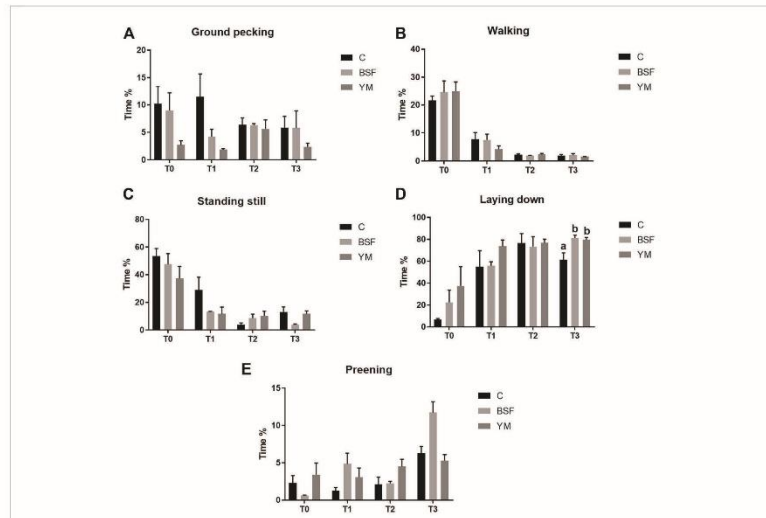 A
Ground pecking
20
15
10
5
0
Time %
T0 T1 T2 T3
C
BSF
YM
B
Walking
40
30
20
10
0
Time %
T0 T1 T2 T3
C
BSF
YM
C
Standing still
80
60
40
20
0
Time %
T0 T1 T2 T3
C
BSF
YM
D
Laying down
100
80
60
40
20
0
Time %
a b b
T0 T1 T2 T3
C
BSF
YM
E
Preening
15
10
5
0
Time %
T0 T1 T2 T3
C
BSF
YM